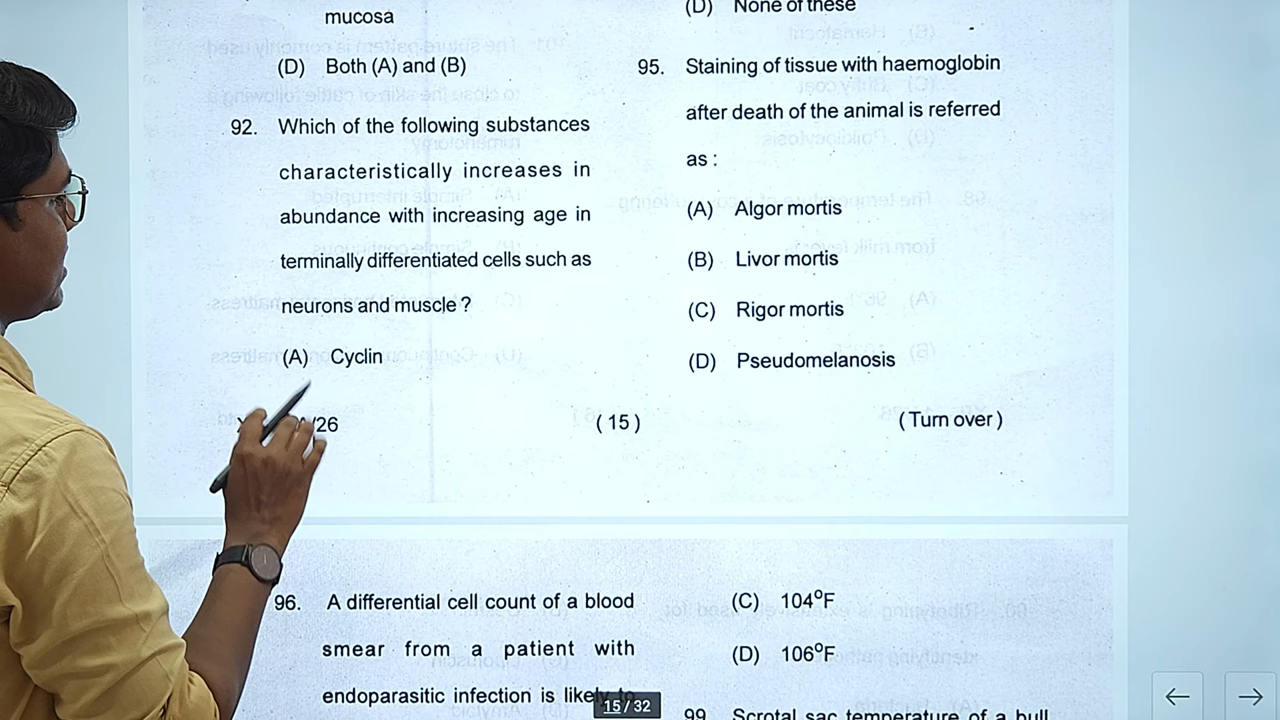 mucosa
(D) Both (A) and (B)
92. Which of the following substances
characteristically increases in
abundance with increasing age in
terminally differentiated cells such as
neurons and muscle ?
(A) Cyclin
/26
(D) None of these
95. Staining of tissue with haemoglobin
after death of the animal is referred
as :
(A) Algor mortis
(B) Livor mortis
(C) Rigor mortis
(D) Pseudomelanosis
( 15 )
( Turn over )
96. A differential cell count of a blood
smear from a patient with
endoparasitic infection is likely to
(C) 104⁰F
(D) 106⁰F
99. Scrotal sac temperature of a bull
15 / 32